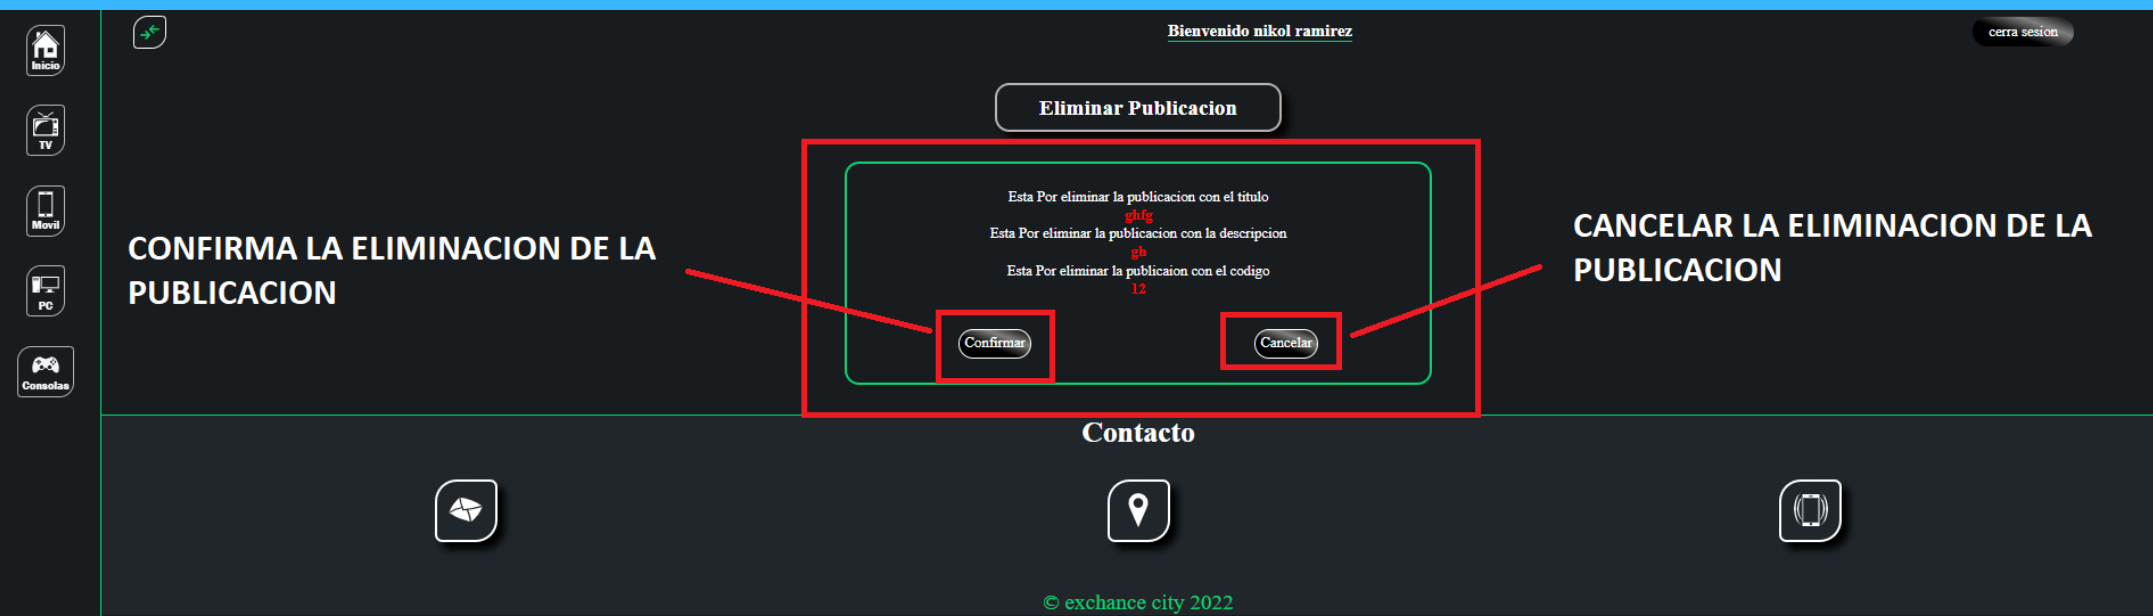 Bienvenido nikol ramirez
cerra sesion
Inicio
TV
Movil
PC
Consolas
Eliminar Publicacion
Esta Por eliminar la publicacion con el titulo
ghfg
Esta Por eliminar la publicacion con la descripcion
gh
Esta Por eliminar la publicaion con el codigo
12
Confirmar
Cancelar
CONFIRMA LA ELIMINACION DE LA
PUBLICACION
CANCELAR LA ELIMINACION DE LA
PUBLICACION
Contacto
© exchance city 2022